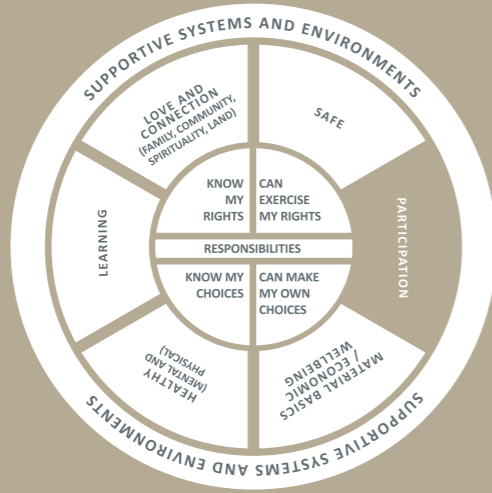 SUPPORTIVE SYSTEMS AND ENVIRONMENTS
LOVE AND
CONNECTION
(FAMILY, COMMUNITY,
SPIRITUALITY, LAND)
SAFE
PARTICIPATION
MATERIAL BASICS
/ ECONOMIC
WELLBEING
HEALTHY
(MENTAL AND
PHYSICAL)
LEARNING
KNOW
MY
RIGHTS
CAN
EXERCISE
MY RIGHTS
RESPONSIBILITIES
KNOW MY
CHOICES
CAN MAKE
MY OWN
CHOICES
SUPPORTIVE SYSTEMS AND ENVIRONMENTS